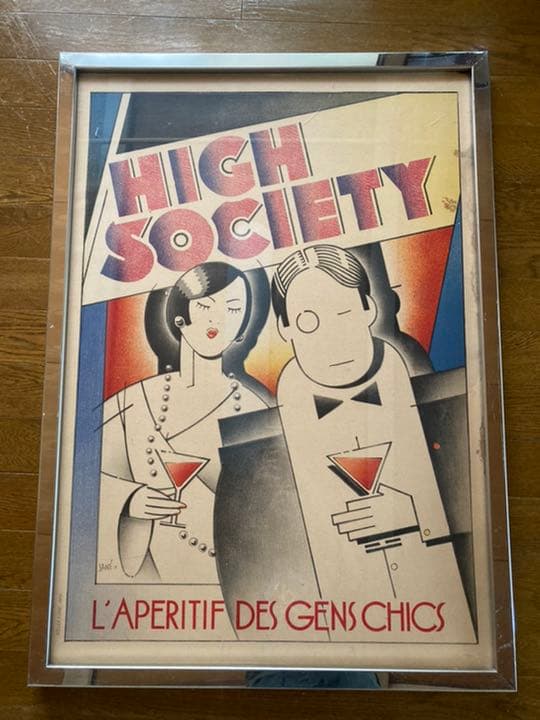 HIGH
SOCIETY
L'APERITIF DES GENS CHICS